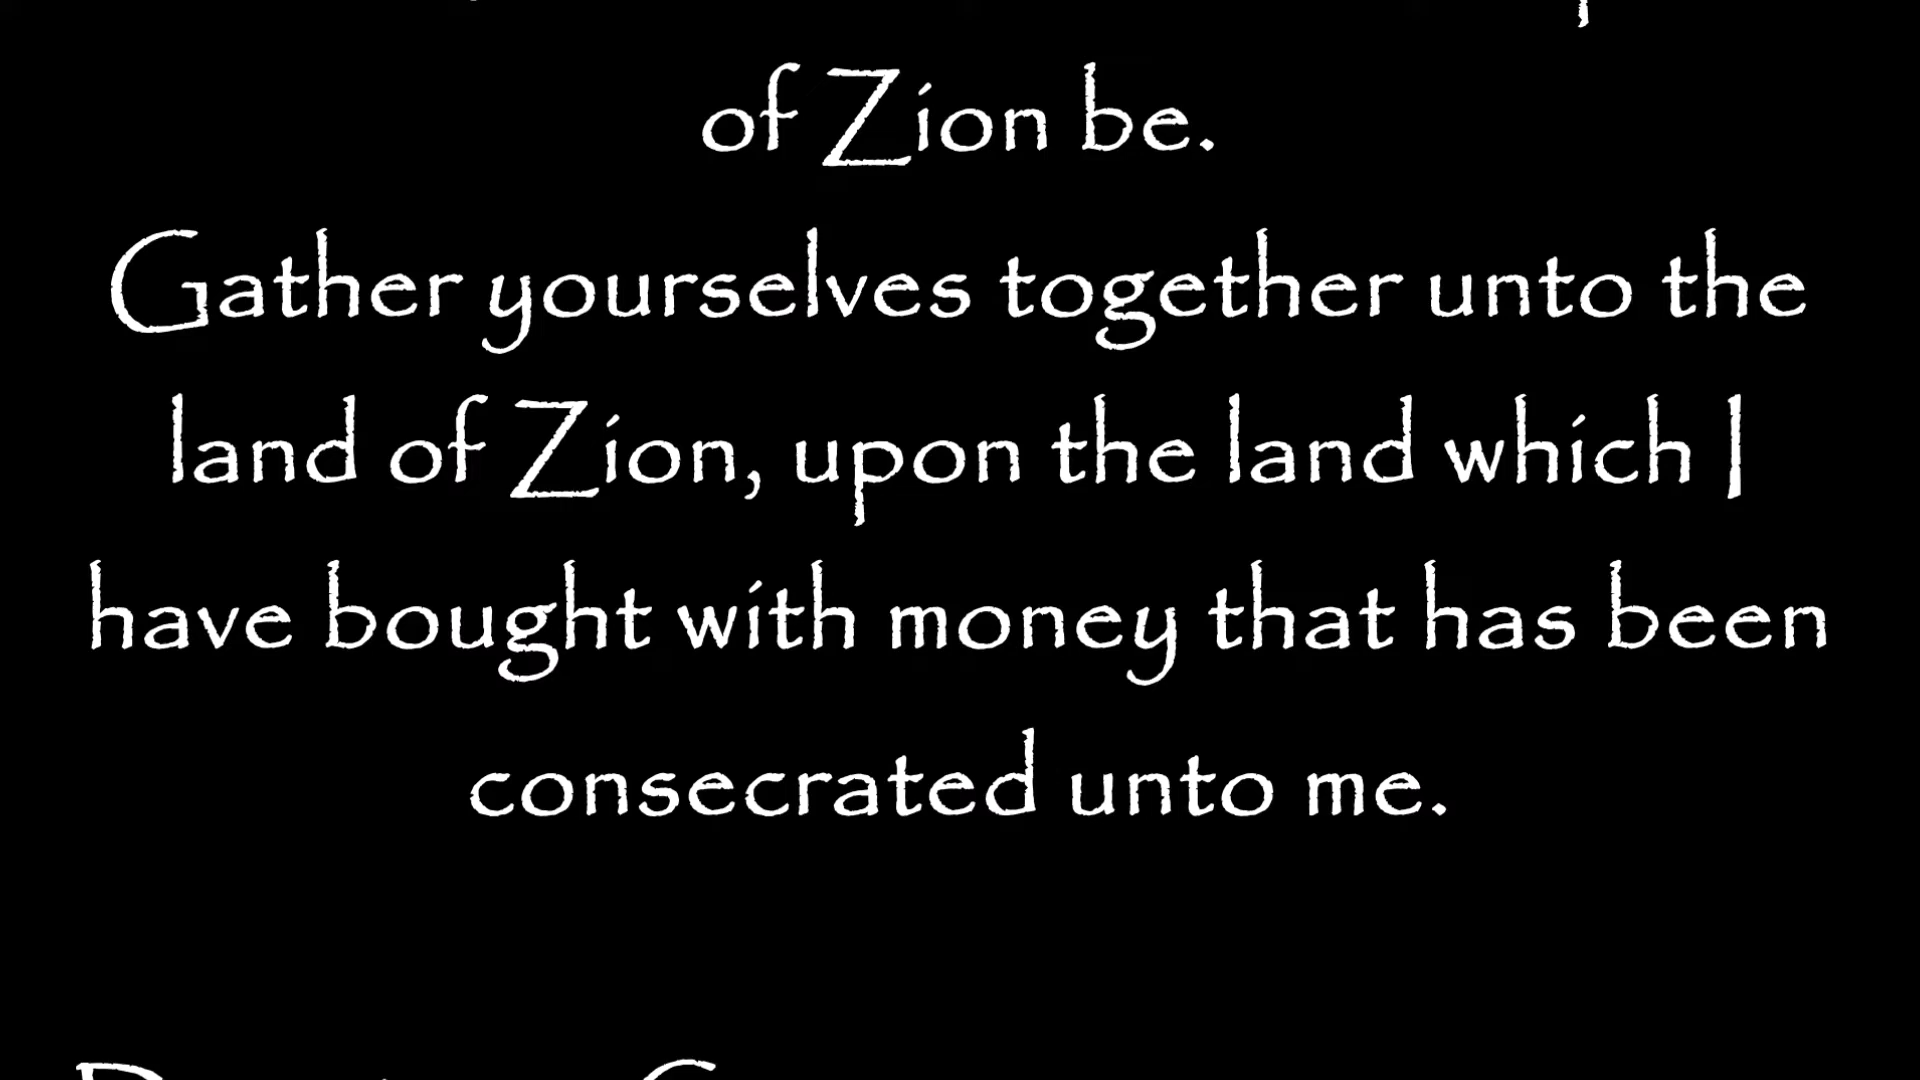 of Zion be.
Gather yourselves together unto the
land of Zion, upon the land which I
have bought with money that has been
consecrated unto me.